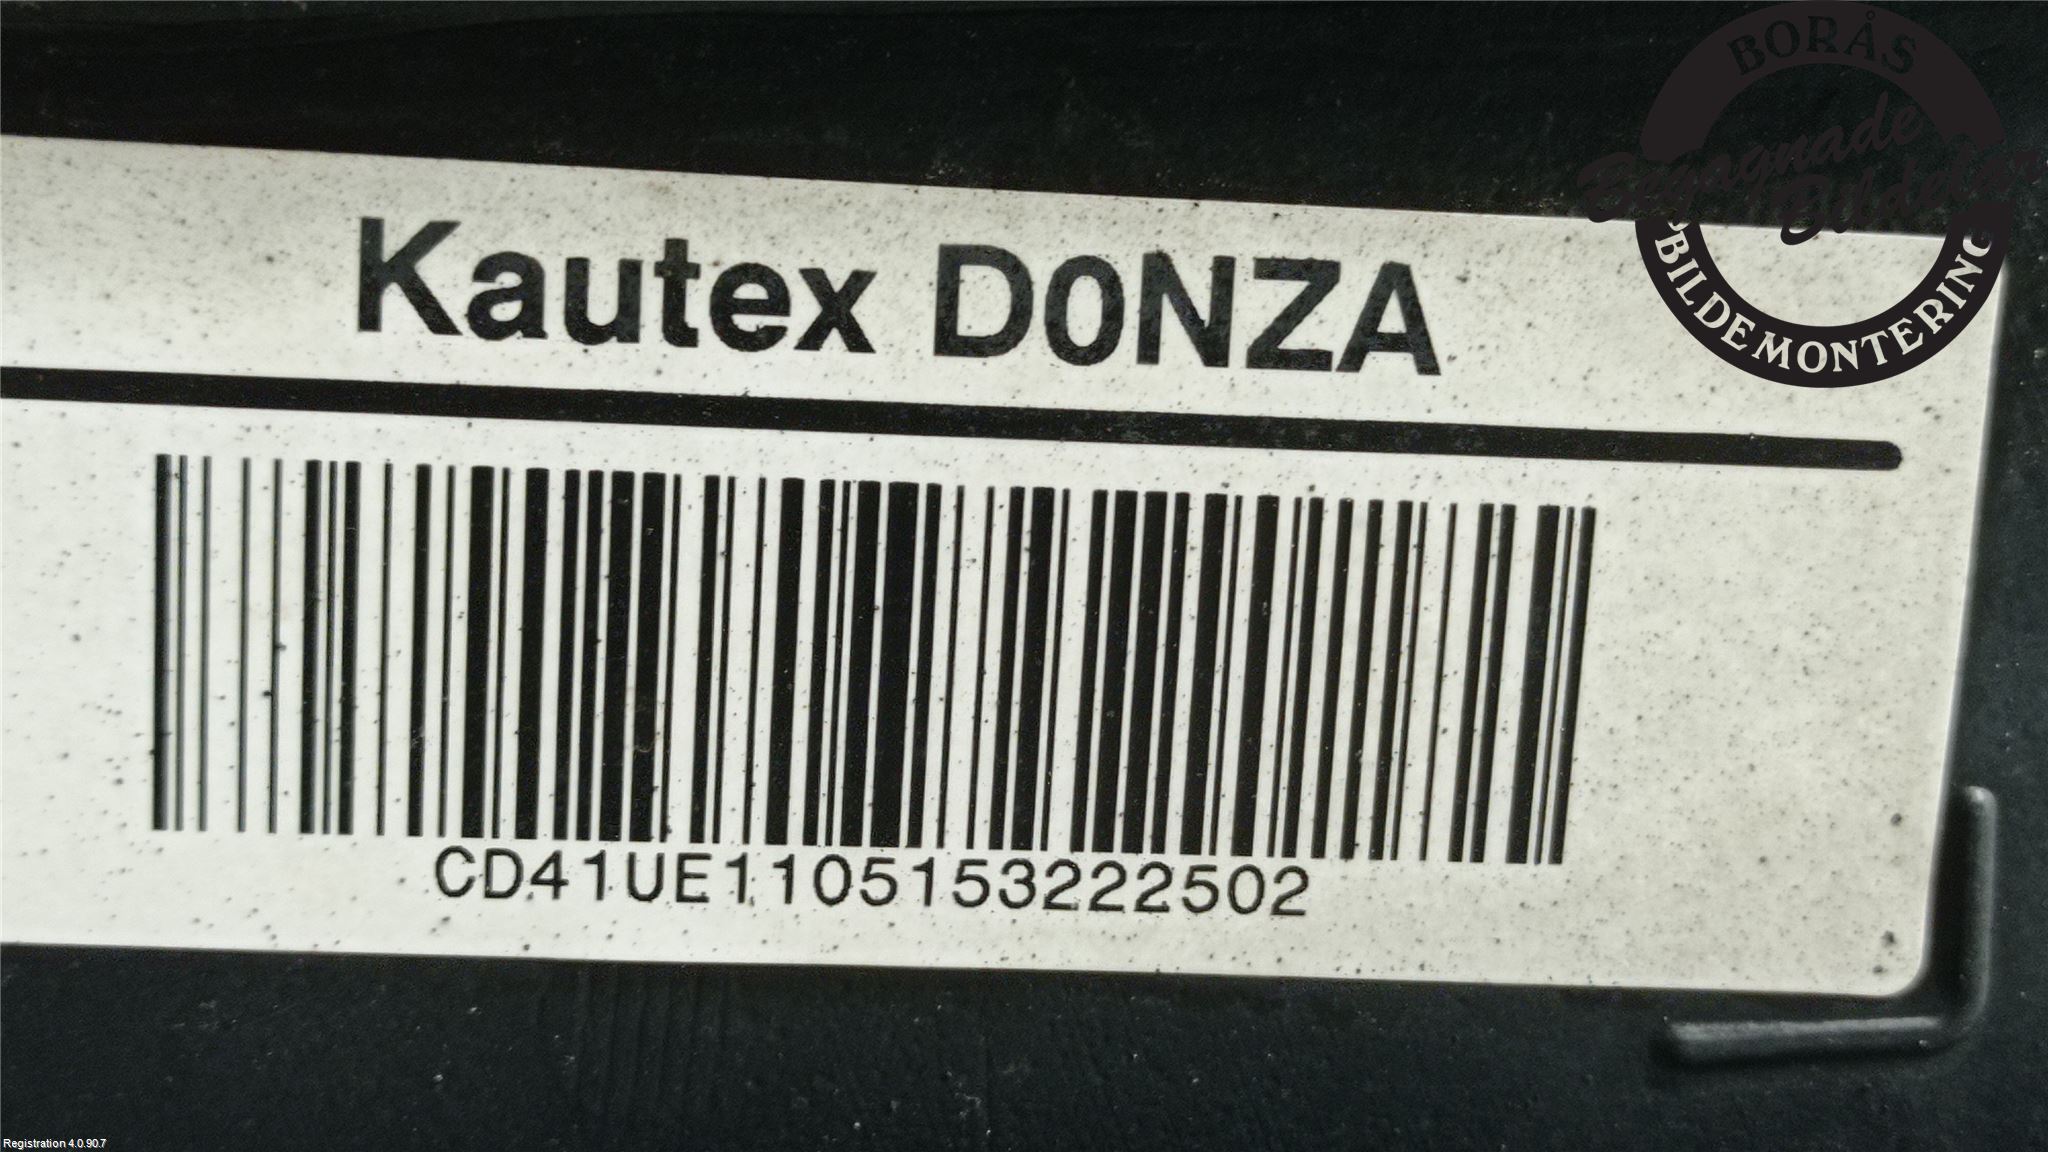 BORÅS
Begagnade
Bildelar
BILDEMONTERING
Kautex D0NZA
CD41UE1105153222502
Registration 4.0.90.7